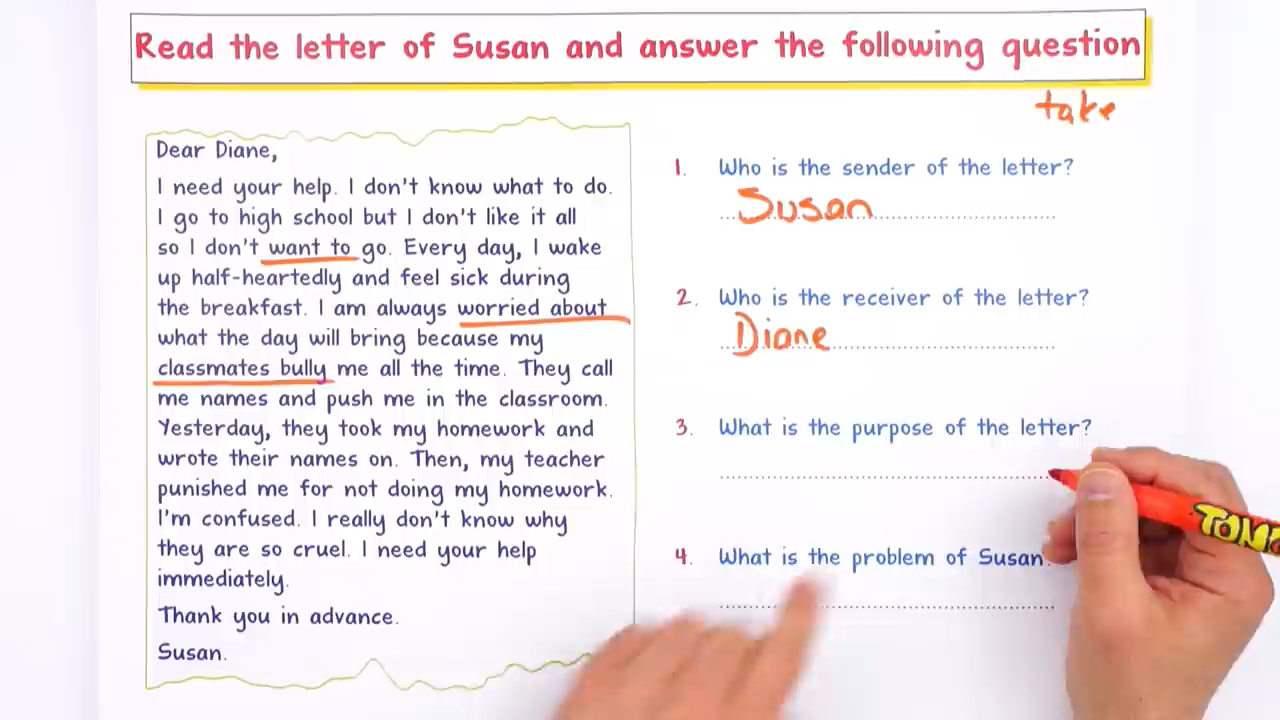 Read the letter of Susan and answer the following question
take
Dear Diane,
I need your help. I don't know what to do.
I go to high school but I don't like it all
so I don't want to go. Every day, I wake
up half-heartedly and feel sick during
the breakfast. I am always worried about
what the day will bring because my
classmates bully me all the time. They call
me names and push me in the classroom.
Yesterday, they took my homework and
wrote their names on. Then, my teacher
punished me for not doing my homework.
I'm confused. I really don't know why
they are so cruel. I need your help
immediately.
Thank you in advance.
Susan.
1. Who is the sender of the letter?
Susan
2. Who is the receiver of the letter?
Diane
3. What is the purpose of the letter?
4. What is the problem of Susan